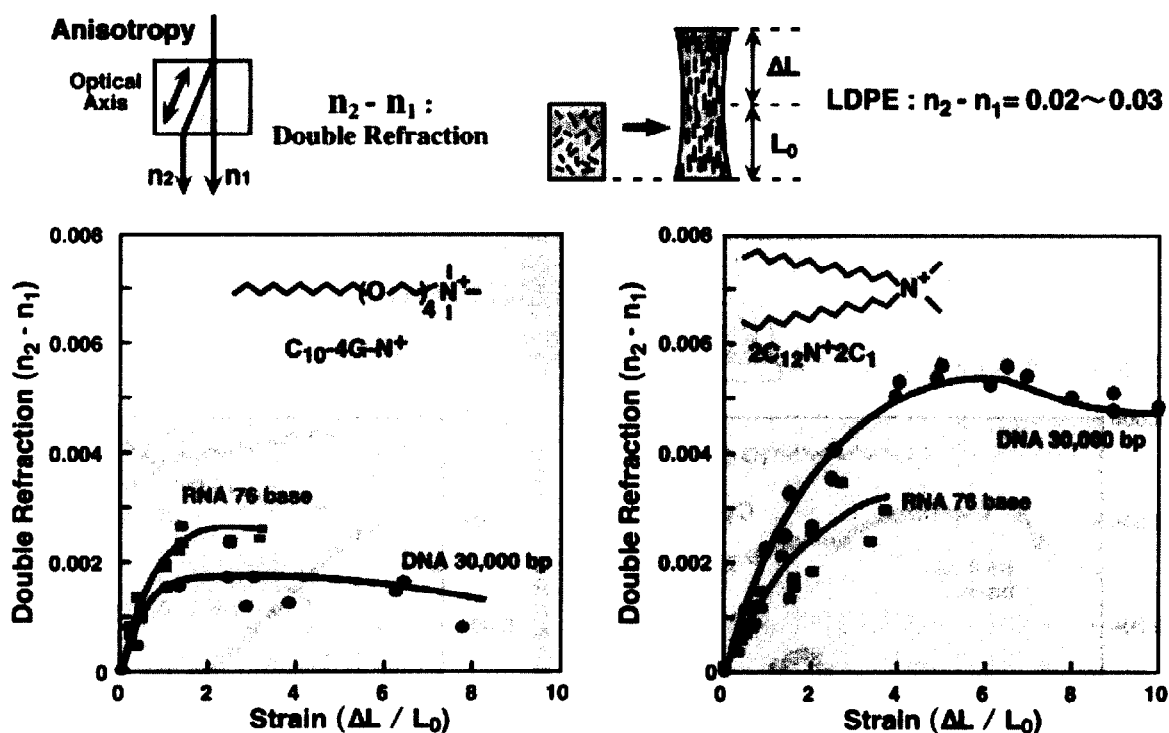 Anisotropy
Optical
Axis
n₂ n₁
n₂ - n₁ :
Double Refraction
ΔL
L₀
LDPE : n₂ - n₁ = 0.02～0.03
Double Refraction (n₂ - n₁)
0.008
0.006
0.004
0.002
0
0 2 4 6 8 10
Strain (ΔL / L₀)
(O )₄ N⁺
C₁₀-4G-N⁺
RNA 76 base
DNA 30,000 bp
Double Refraction (n₂ - n₁)
0.008
0.006
0.004
0.002
0
0 2 4 6 8 10
Strain (ΔL / L₀)
N⁺
2C₁₂N⁺2C₁
DNA 30,000 bp
RNA 76 base